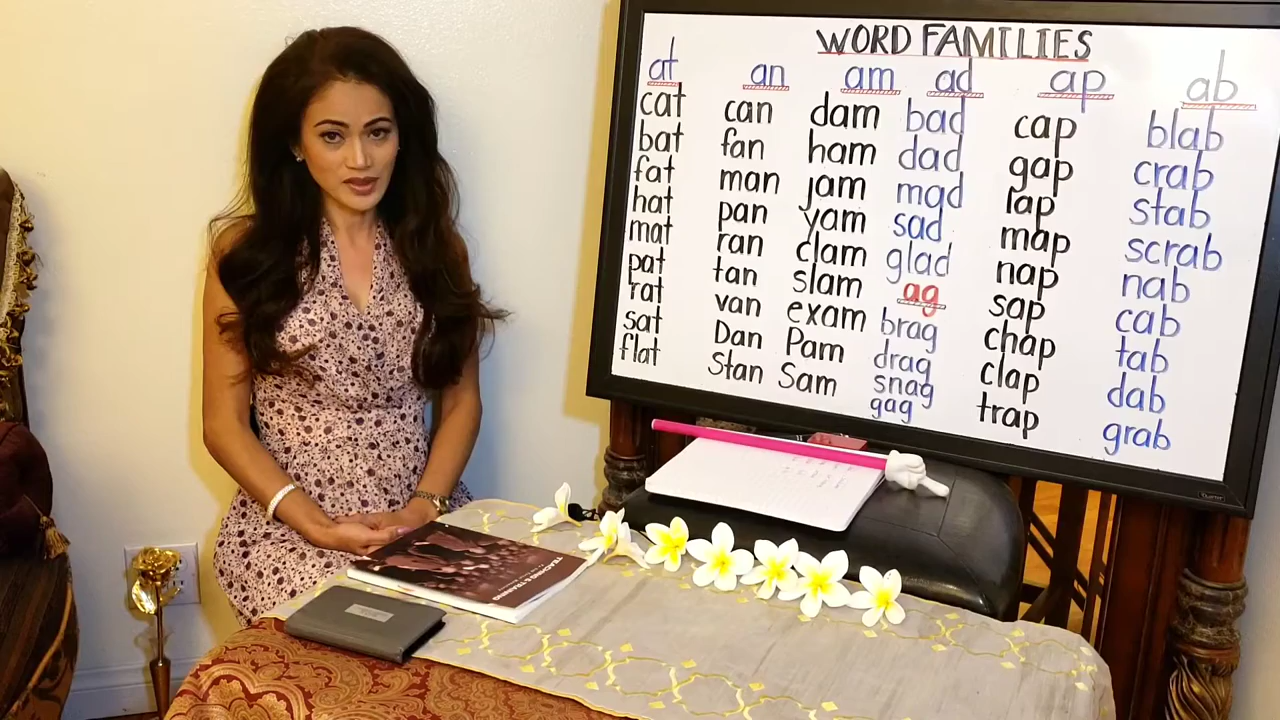 WORD FAMILIES
at an am ad ap ab
cat can dam bad cap blab
bat fan ham dad gap crab
fat man jam mad lap stab
hat pan yam sad map scrab
mat ran clam glad nap nab
pat tan slam ag sap cab
rat van exam brag chap tab
sat Dan Pam drag clap dab
flat Stan Sam snag trap grab
gag
TEACHING & TRAINING